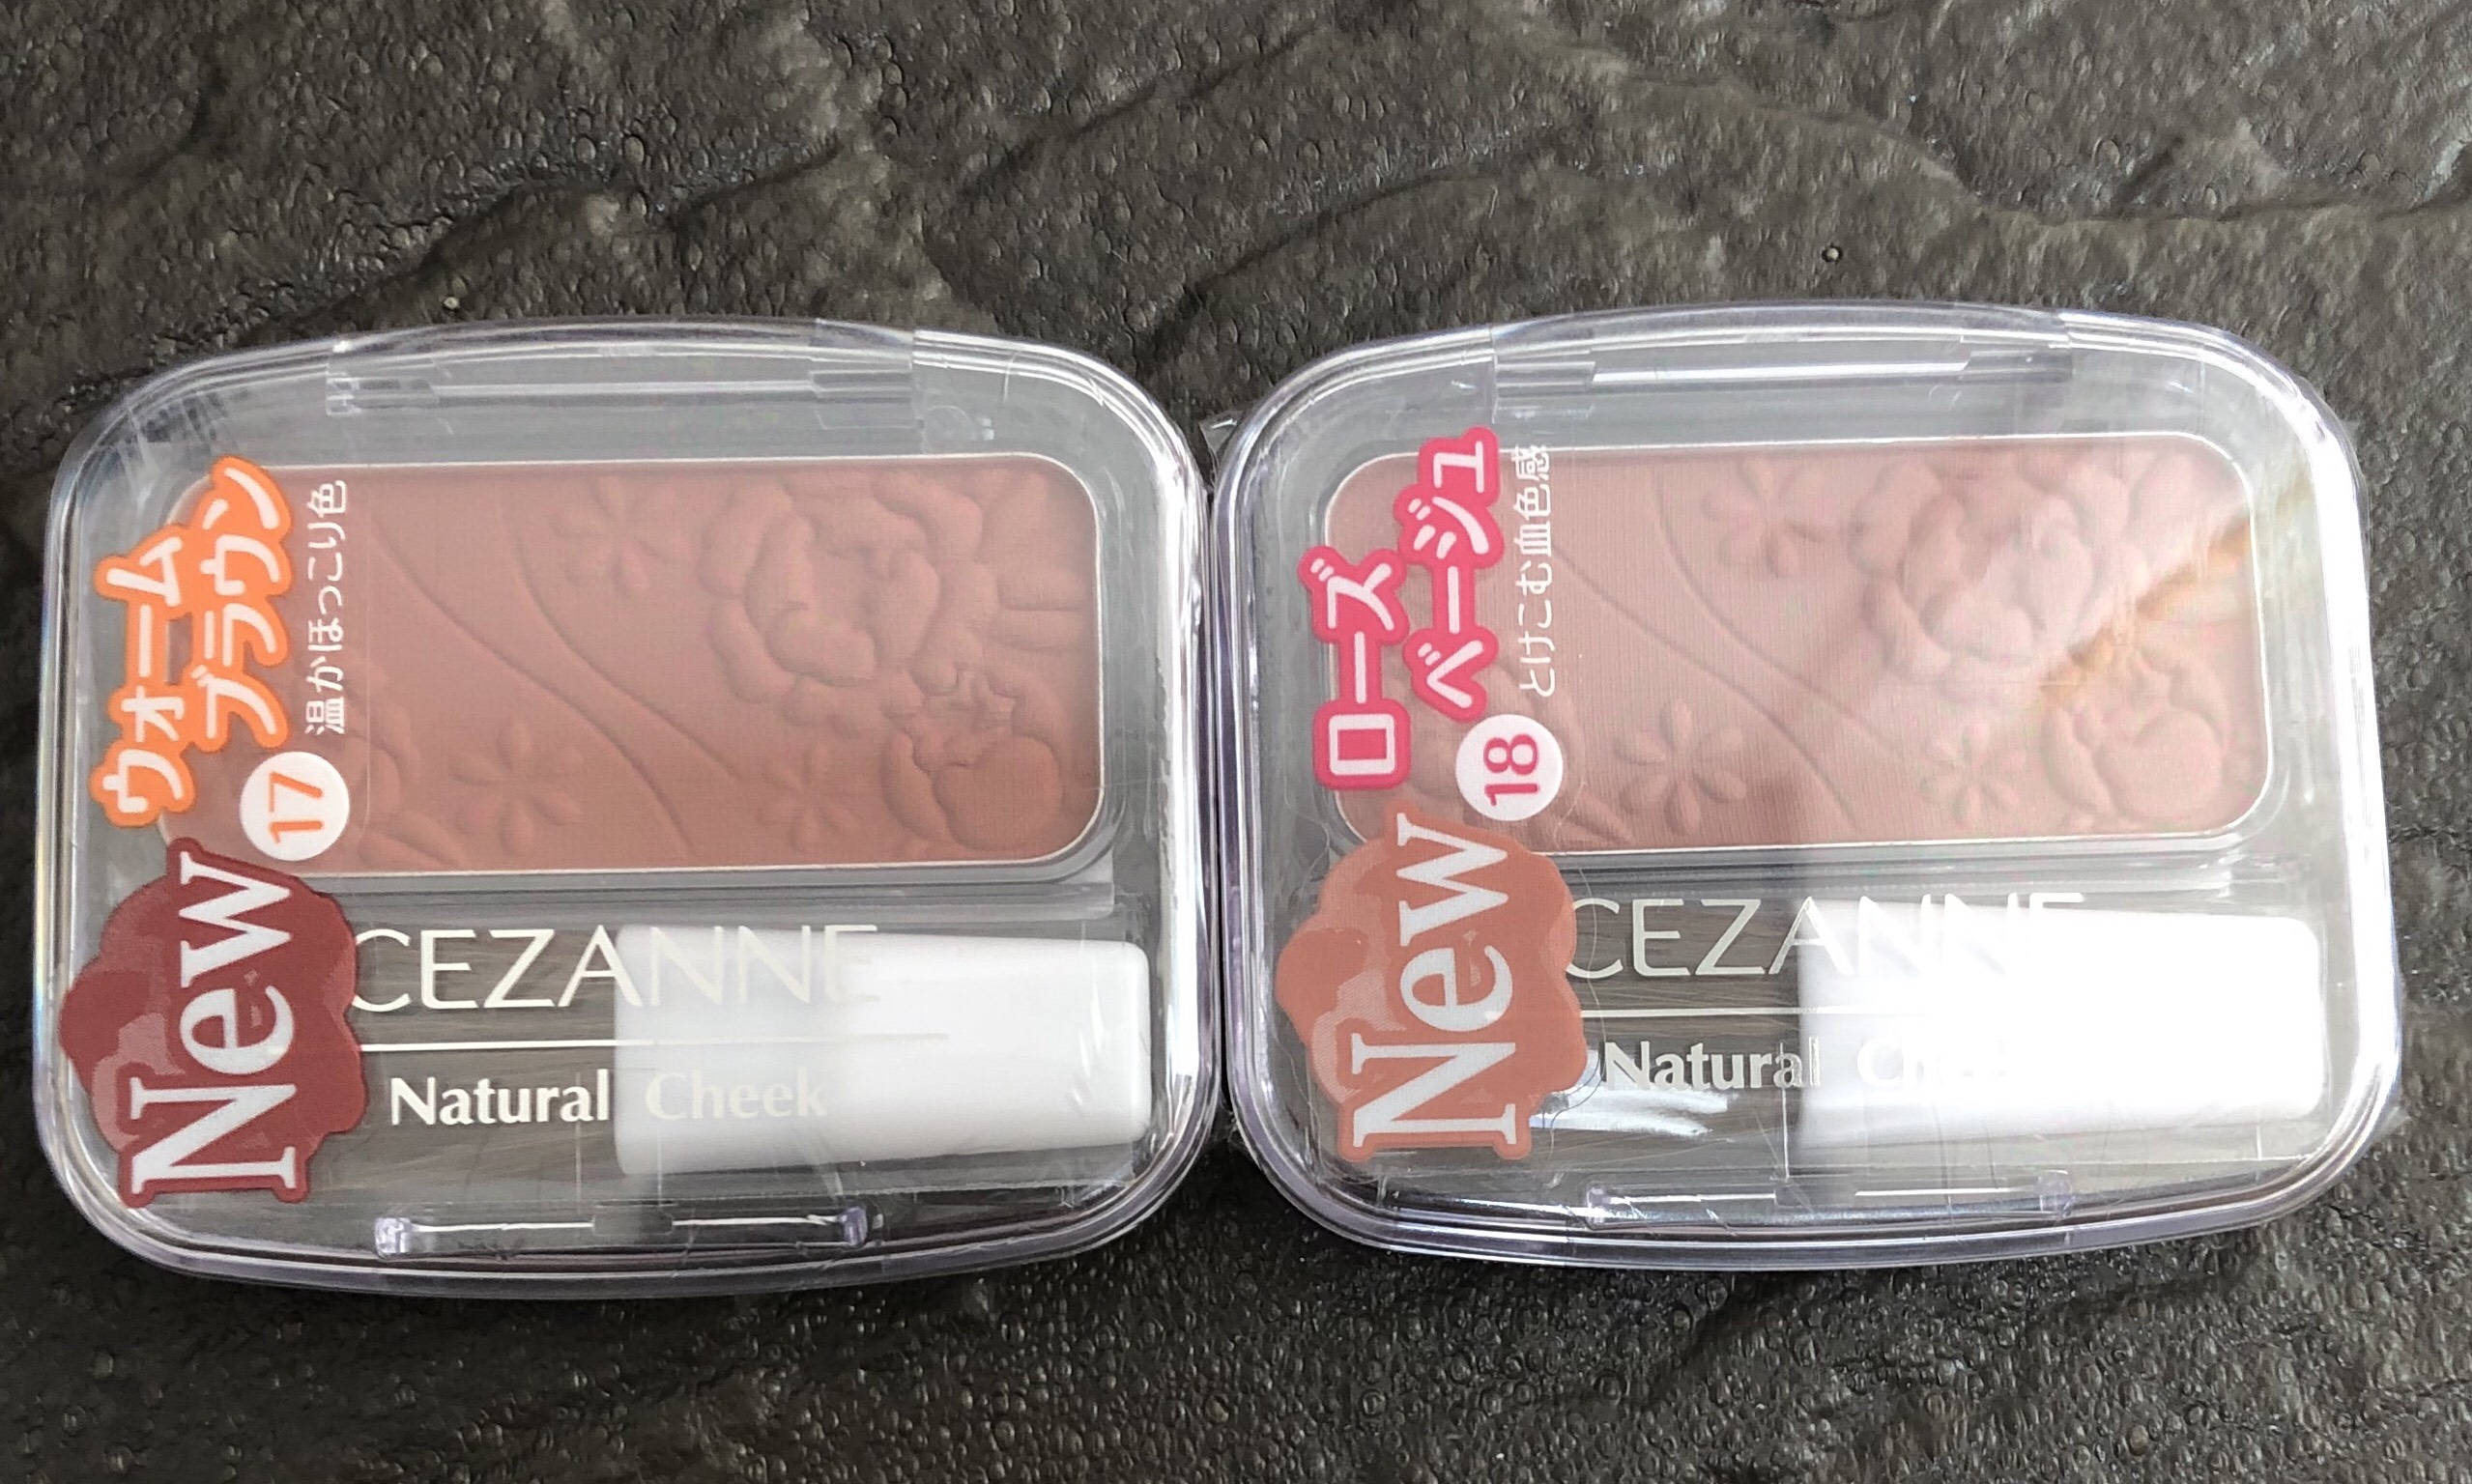 New
ウォーム
ブラウン
17
温かほっこり色
CEZANNE
Natural Cheek
New
ローズ
ベージュ
18
とけこむ血色感
CEZANNE
Natural Cheek